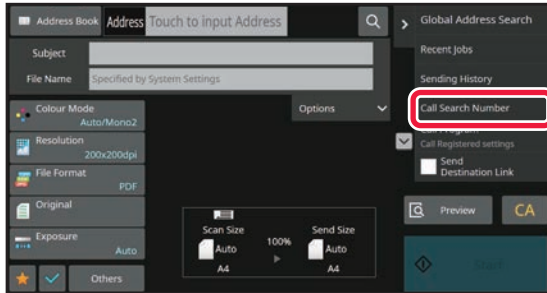 Address Book Address Touch to input Address
Subject
File Name Specified by System Settings
Options
Colour Mode
Auto/Mono2
Resolution
200x200dpi
File Format
PDF
Original
Exposure
Auto
Others
Scan Size
Auto
A4
100%
Send Size
Auto
A4
Global Address Search
Recent Jobs
Sending History
Call Search Number
Call Program
Call Registered settings
Send
Destination Link
Preview
CA
Start